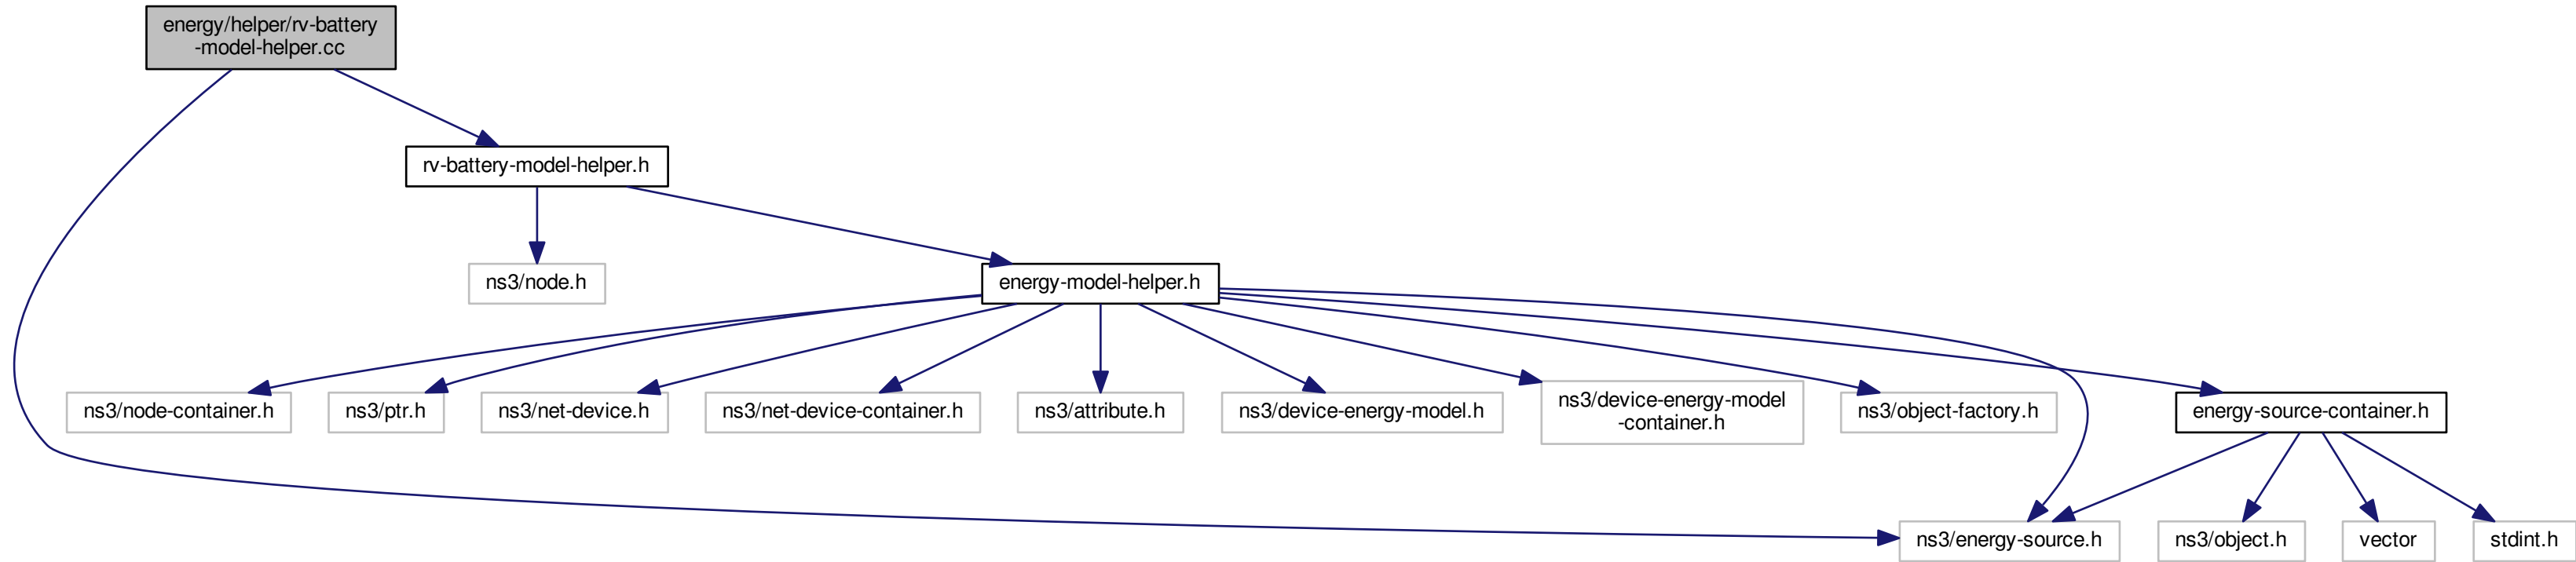 energy/helper/rv-battery
-model-helper.cc
rv-battery-model-helper.h
ns3/node.h
energy-model-helper.h
ns3/node-container.h
ns3/ptr.h
ns3/net-device.h
ns3/net-device-container.h
ns3/attribute.h
ns3/device-energy-model.h
ns3/device-energy-model
-container.h
ns3/object-factory.h
energy-source-container.h
ns3/energy-source.h
ns3/object.h
vector
stdint.h